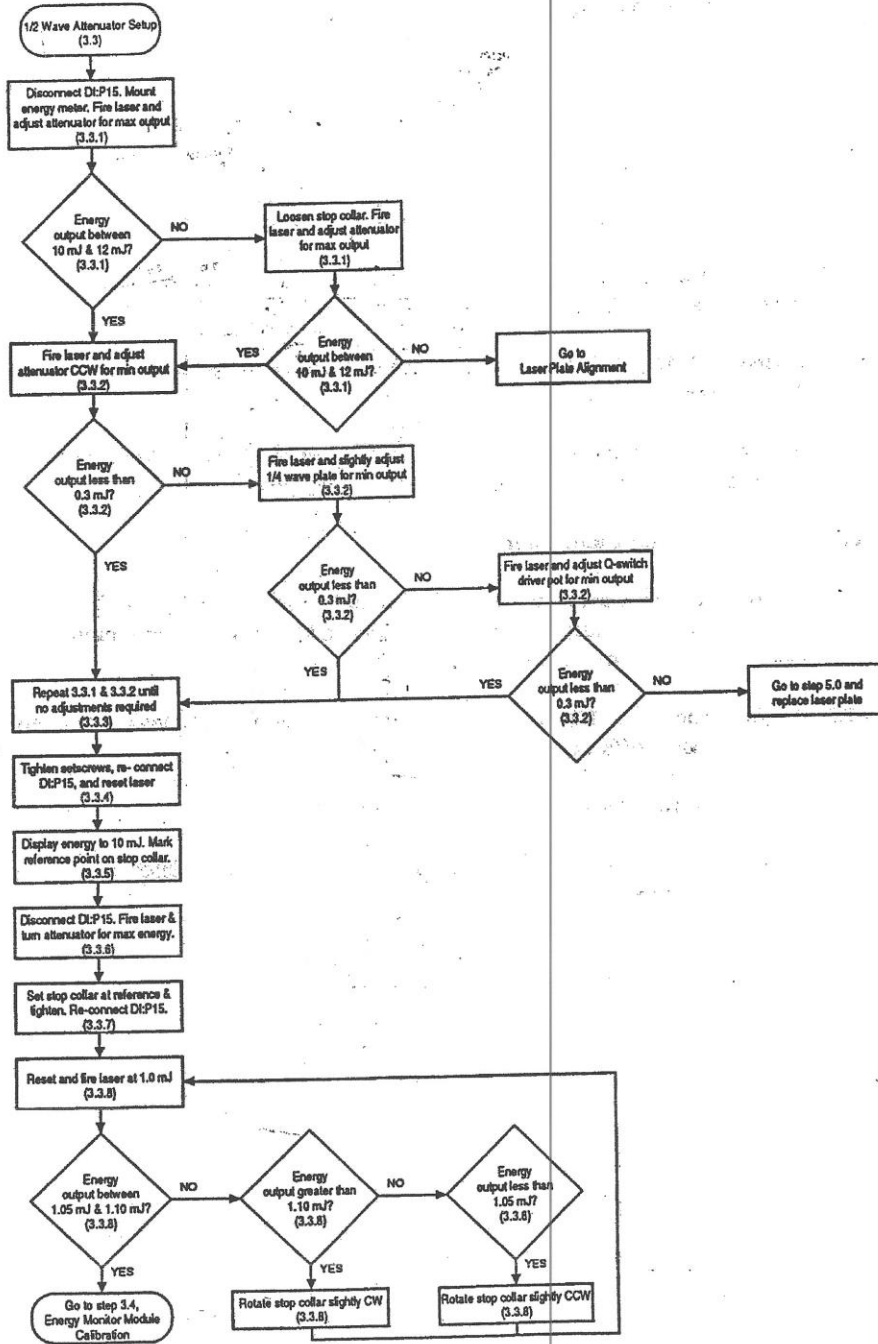 1/2 Wave Attenuator Setup
(3.3)
Disconnect DI:P15. Mount
energy meter. Fire laser and
adjust attenuator for max output
(3.3.1)
Energy
output between
10 mJ & 12 mJ?
(3.3.1)
NO
Loosen stop collar. Fire
laser and adjust attenuator
for max output
(3.3.1)
YES
Fire laser and adjust
attenuator CCW for min output
(3.3.2)
YES
Energy
output between
10 mJ & 12 mJ?
(3.3.1)
NO
Go to
Laser Plate Alignment
Energy
output less than
0.3 mJ?
(3.3.2)
NO
Fire laser and slightly adjust
1/4 wave plate for min output
(3.3.2)
YES
Energy
output less than
0.3 mJ?
(3.3.2)
NO
Fire laser and adjust Q-switch
driver pot for min output
(3.3.2)
YES
Energy
output less than
0.3 mJ?
(3.3.2)
YES
NO
Go to step 5.0 and
replace laser plate
Repeat 3.3.1 & 3.3.2 until
no adjustments required
(3.3.3)
Tighten setscrews, re- connect
DI:P15, and reset laser
(3.3.4)
Display energy to 10 mJ. Mark
reference point on stop collar.
(3.3.5)
Disconnect DI:P15. Fire laser &
turn attenuator for max energy.
(3.3.6)
Set stop collar at reference &
tighten. Re-connect DI:P15.
(3.3.7)
Reset and fire laser at 1.0 mJ
(3.3.8)
Energy
output between
1.05 mJ & 1.10 mJ?
(3.3.8)
NO
Energy
output greater than
1.10 mJ?
(3.3.8)
NO
Energy
output less than
1.05 mJ?
(3.3.8)
YES
YES
YES
Go to step 3.4,
Energy Monitor Module
Calibration
Rotate stop collar slightly CW
(3.3.8)
Rotate stop collar slightly CCW
(3.3.8)